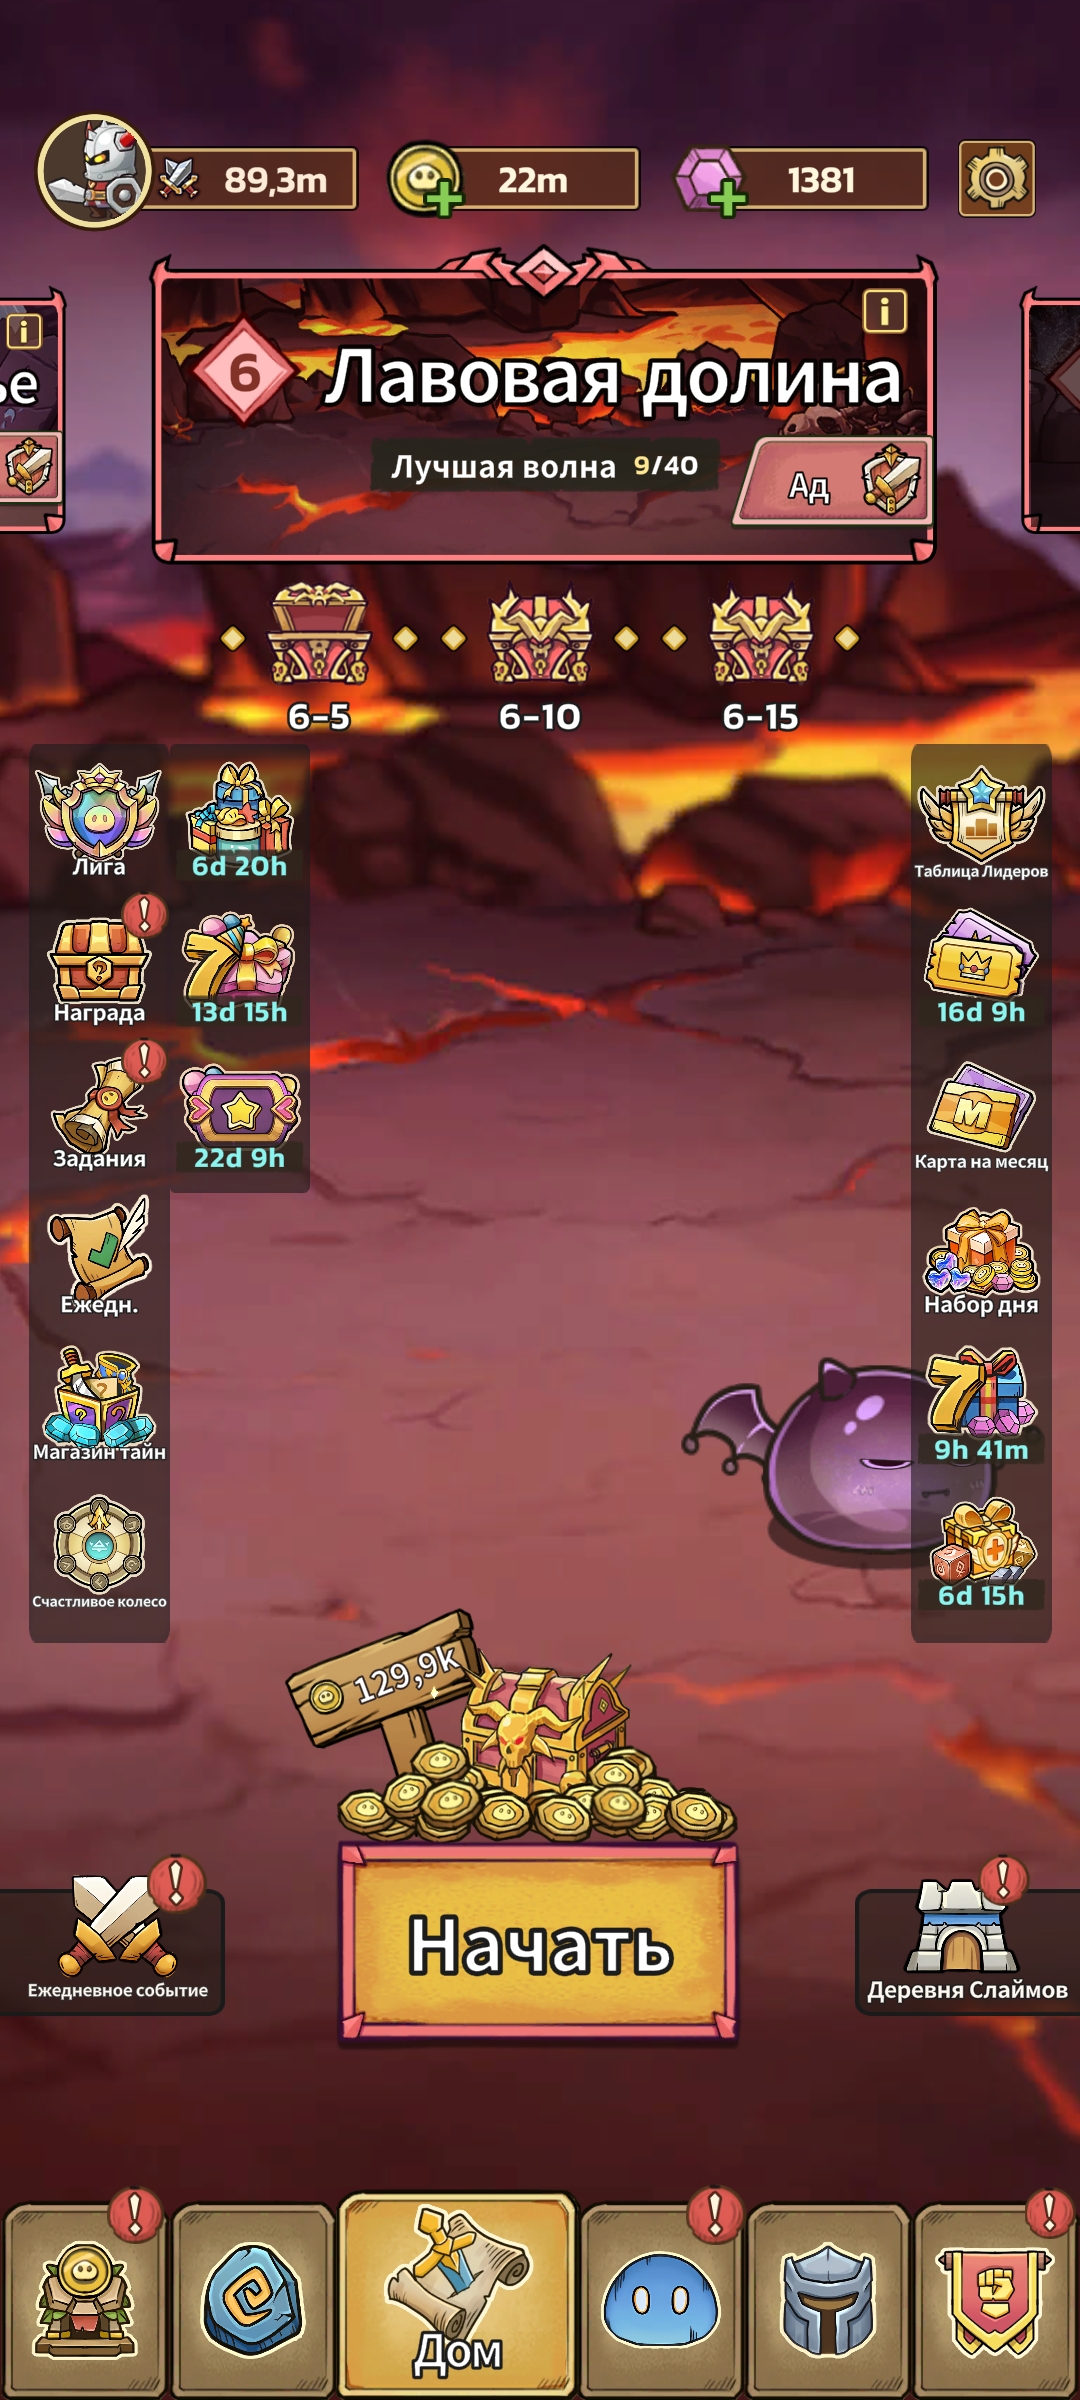 89,3m
22m
1381
ье
6
Лавовая долина
Лучшая волна 9/40
Ад
6-5
6-10
6-15
Лига
6d 20h
Таблица Лидеров
Награда
13d 15h
16d 9h
Задания
22d 9h
M
Карта на месяц
Ежедн.
Набор дня
Магазин тайн
7
9h 41m
Счастливое колесо
6d 15h
129,9k
Начать
Ежедневное событие
Деревня Слаймов
Дом